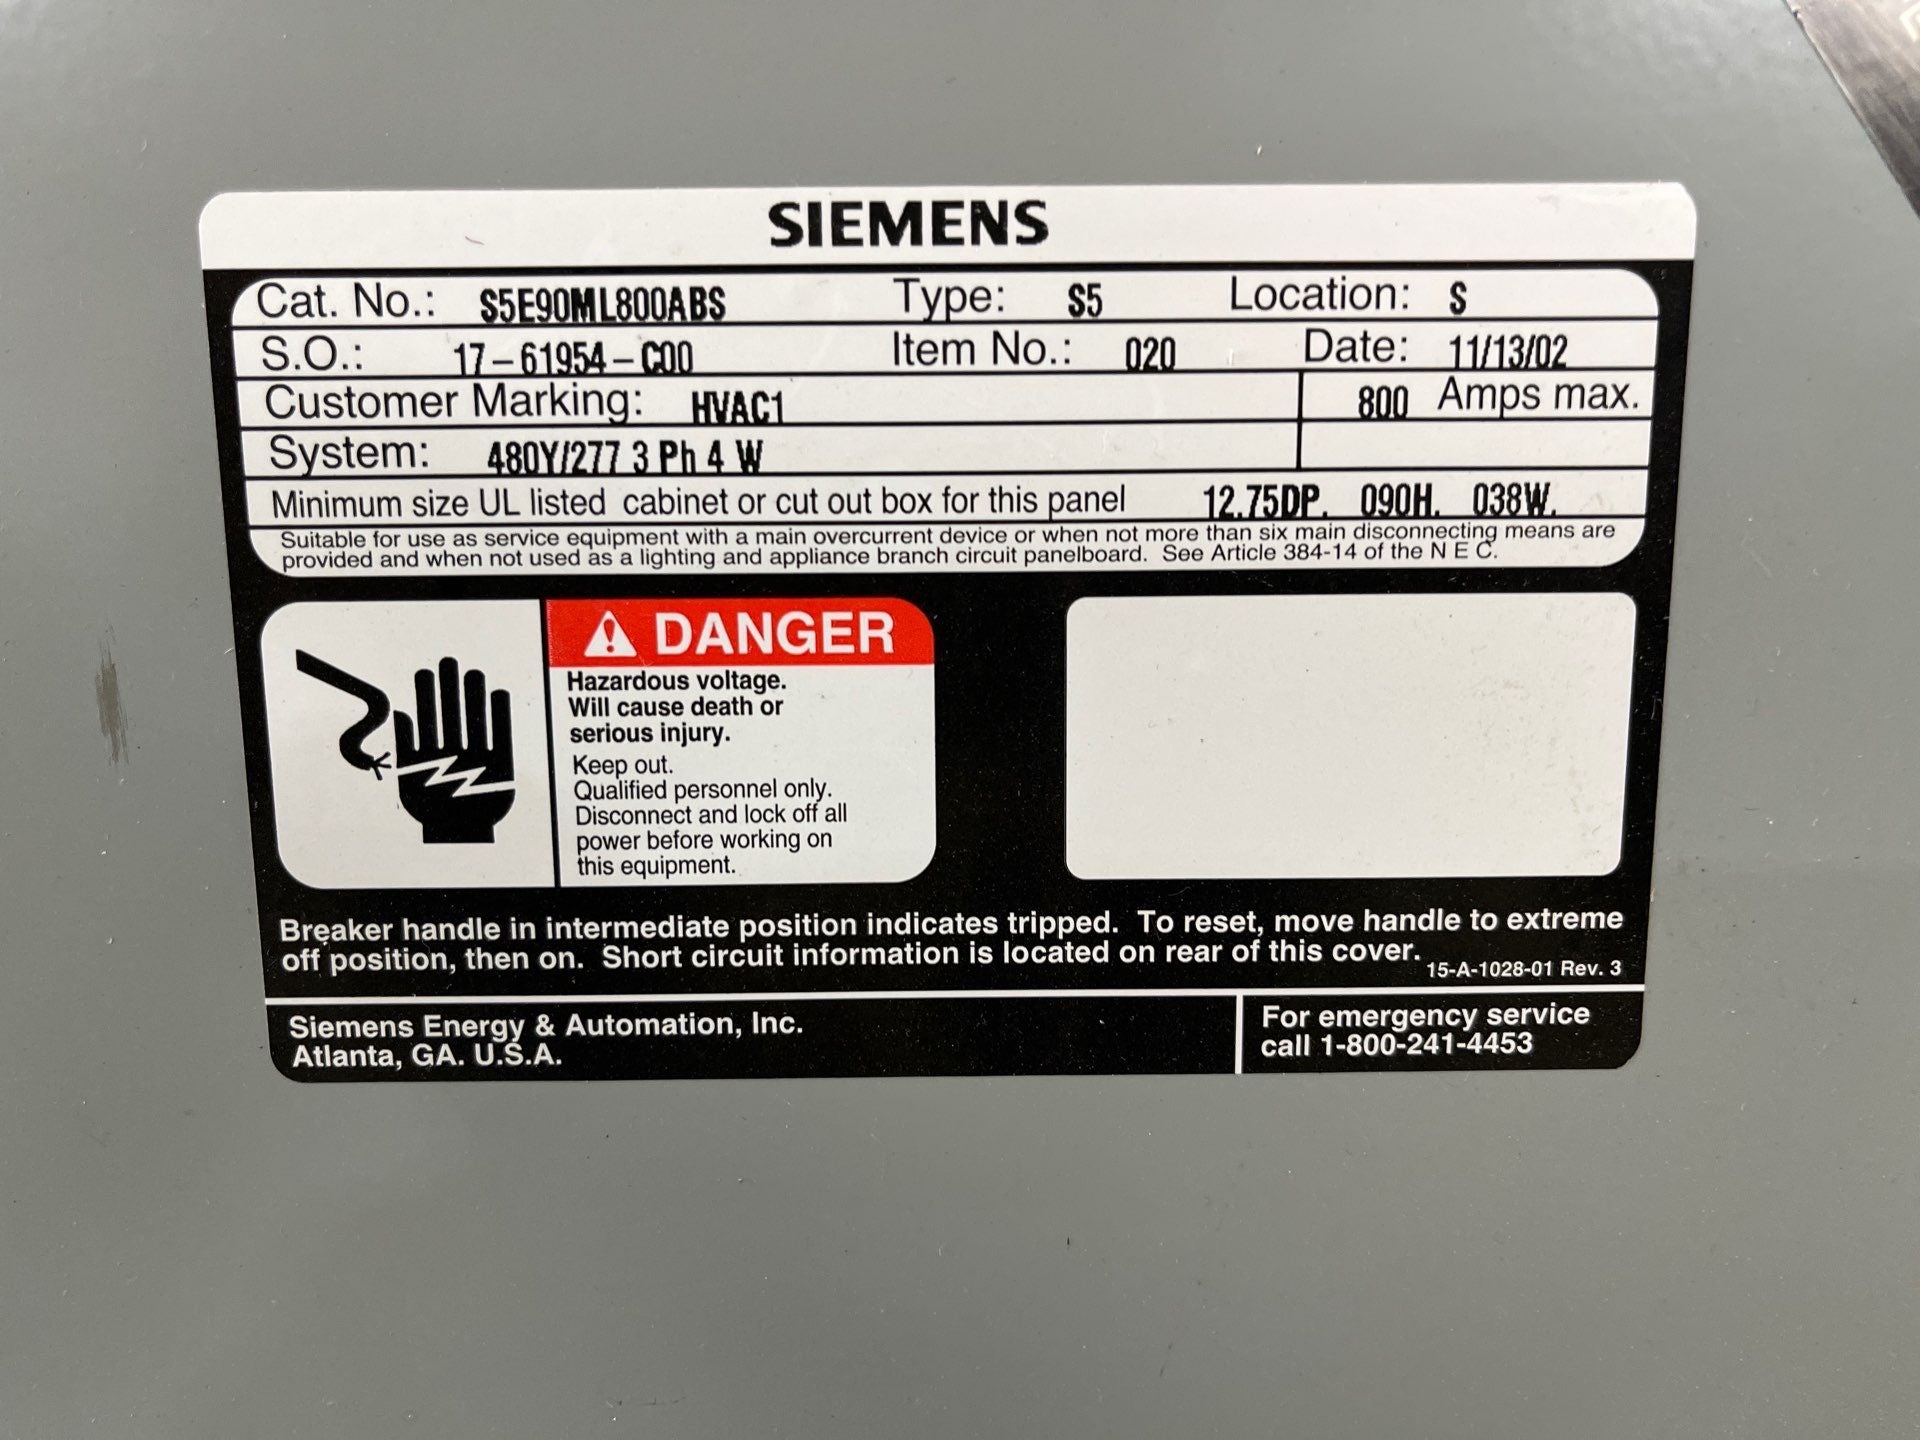 SIEMENS
Cat. No.: S5E90ML800ABS Type: S5 Location: S
S.O.: 17-61954-C00 Item No.: 020 Date: 11/13/02
Customer Marking: HVAC1 800 Amps max.
System: 480Y/277 3 Ph 4 W
Minimum size UL listed cabinet or cut out box for this panel 12.75DP. 090H. 038W.
Suitable for use as service equipment with a main overcurrent device or when not more than six main disconnecting means are
provided and when not used as a lighting and appliance branch circuit panelboard. See Article 384-14 of the N E C.
DANGER
Hazardous voltage.
Will cause death or
serious injury.
Keep out.
Qualified personnel only.
Disconnect and lock off all
power before working on
this equipment.
Breaker handle in intermediate position indicates tripped. To reset, move handle to extreme
off position, then on. Short circuit information is located on rear of this cover.
15-A-1028-01 Rev. 3
Siemens Energy & Automation, Inc.
Atlanta, GA. U.S.A.
For emergency service
call 1-800-241-4453